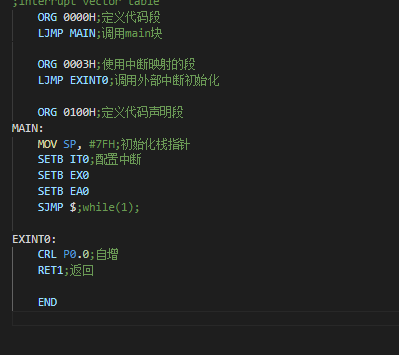 ;interrupt vector table
ORG 0000H;定义代码段
LJMP MAIN;调用main块
ORG 0003H;使用中断映射的段
LJMP EXINT0;调用外部中断初始化
ORG 0100H;定义代码声明段
MAIN:
MOV SP, #7FH;初始化栈指针
SETB IT0;配置中断
SETB EX0
SETB EA0
SJMP $;while(1);
EXINT0:
CRL P0.0;自增
RET1;返回
END